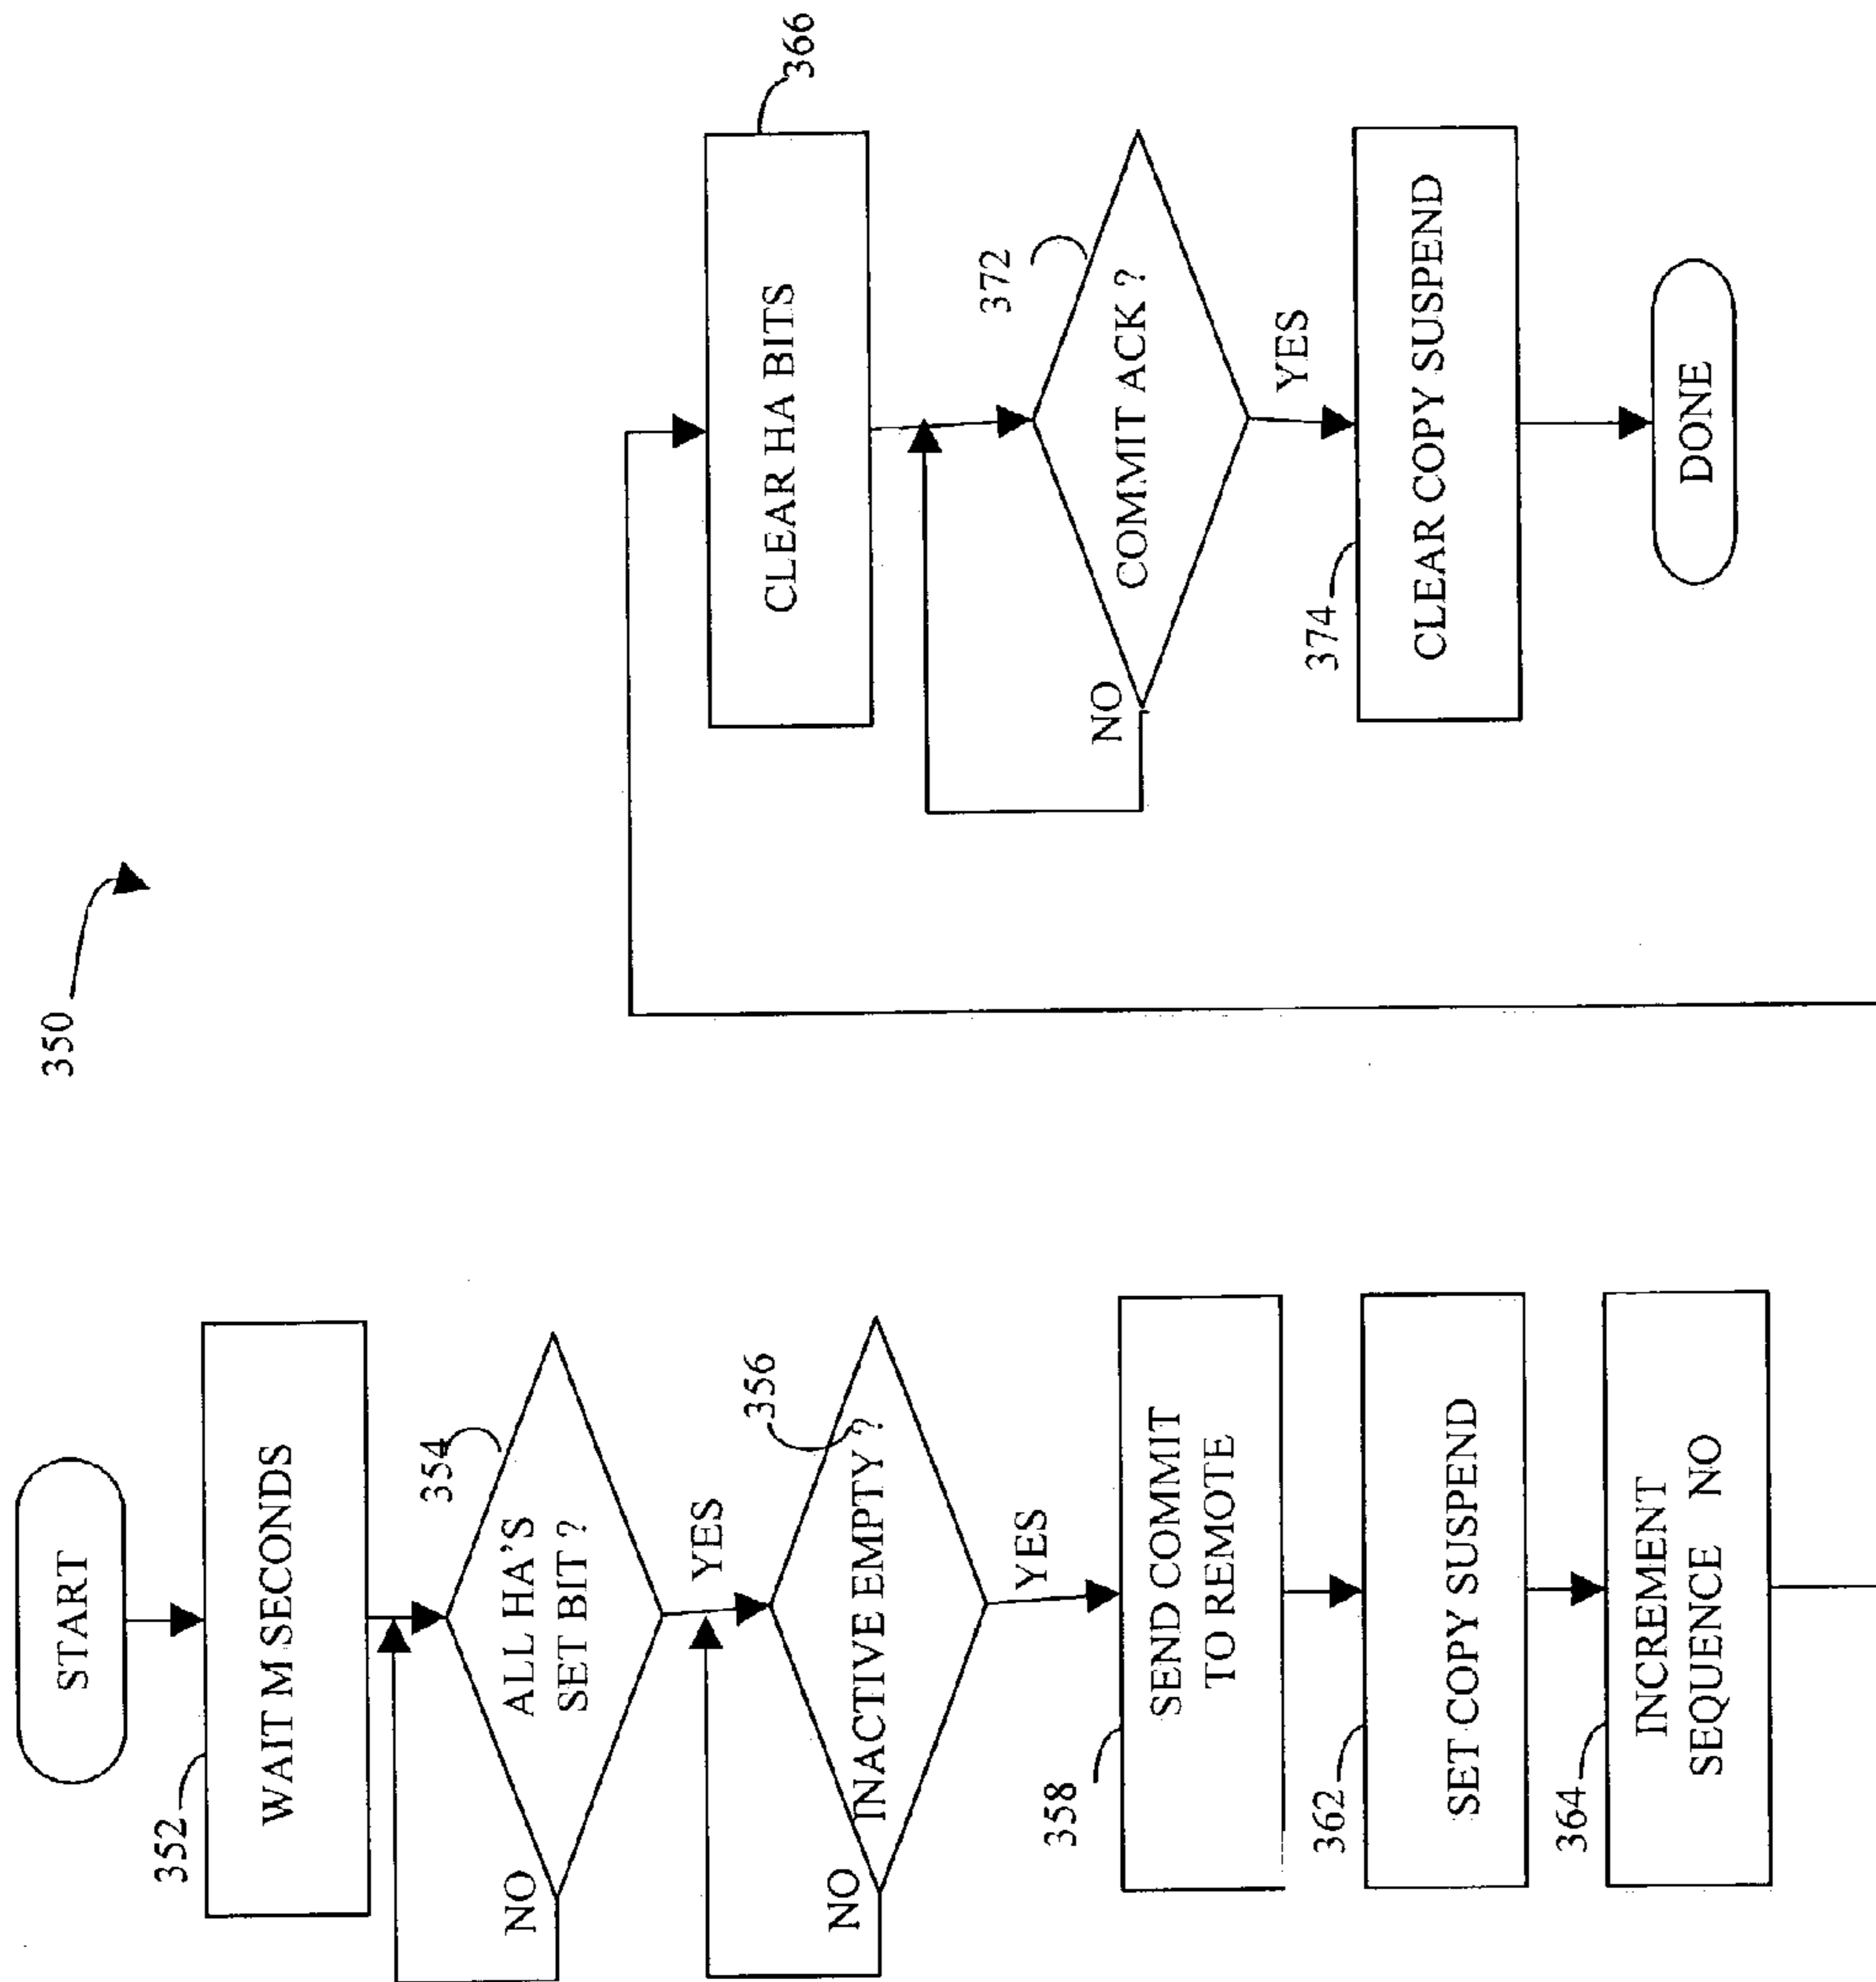 350
START
352
WAIT M SECONDS
354
ALL HA'S
SET BIT ?
NO
YES
356
INACTIVE EMPTY ?
NO
YES
358
SEND COMMIT
TO REMOTE
362
SET COPY SUSPEND
364
INCREMENT
SEQUENCE NO
366
CLEAR HA BITS
372
COMMIT ACK ?
NO
YES
374
CLEAR COPY SUSPEND
DONE